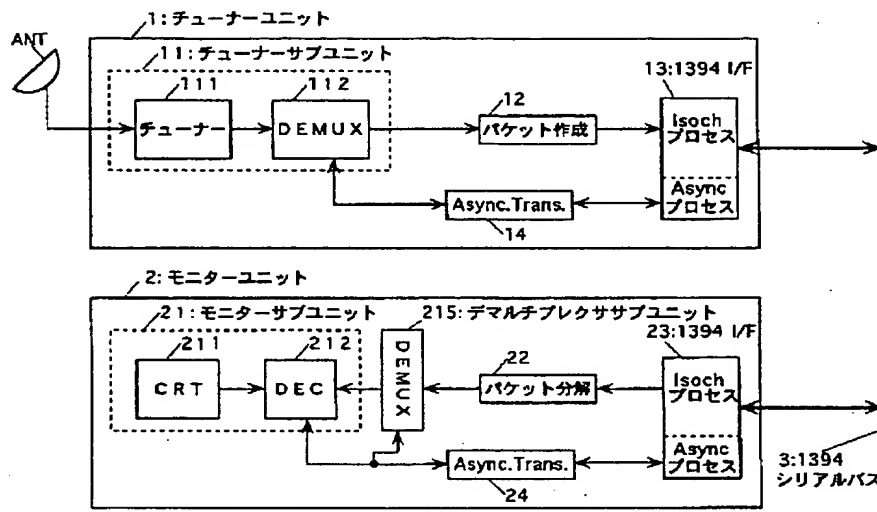 1:チューナーユニット
ANT
11:チューナーサブユニット
111
112
チューナー
DEMUX
12
パケット作成
13:1394 I/F
Isoch
プロセス
Async
プロセス
Async.Trans.
14
2:モニターユニット
21:モニターサブユニット
211
212
CRT
DEC
215:デマルチプレクササブユニット
DEMUX
22
パケット分解
23:1394 I/F
Isoch
プロセス
Async
プロセス
Async.Trans.
24
3:1394
シリアルバス